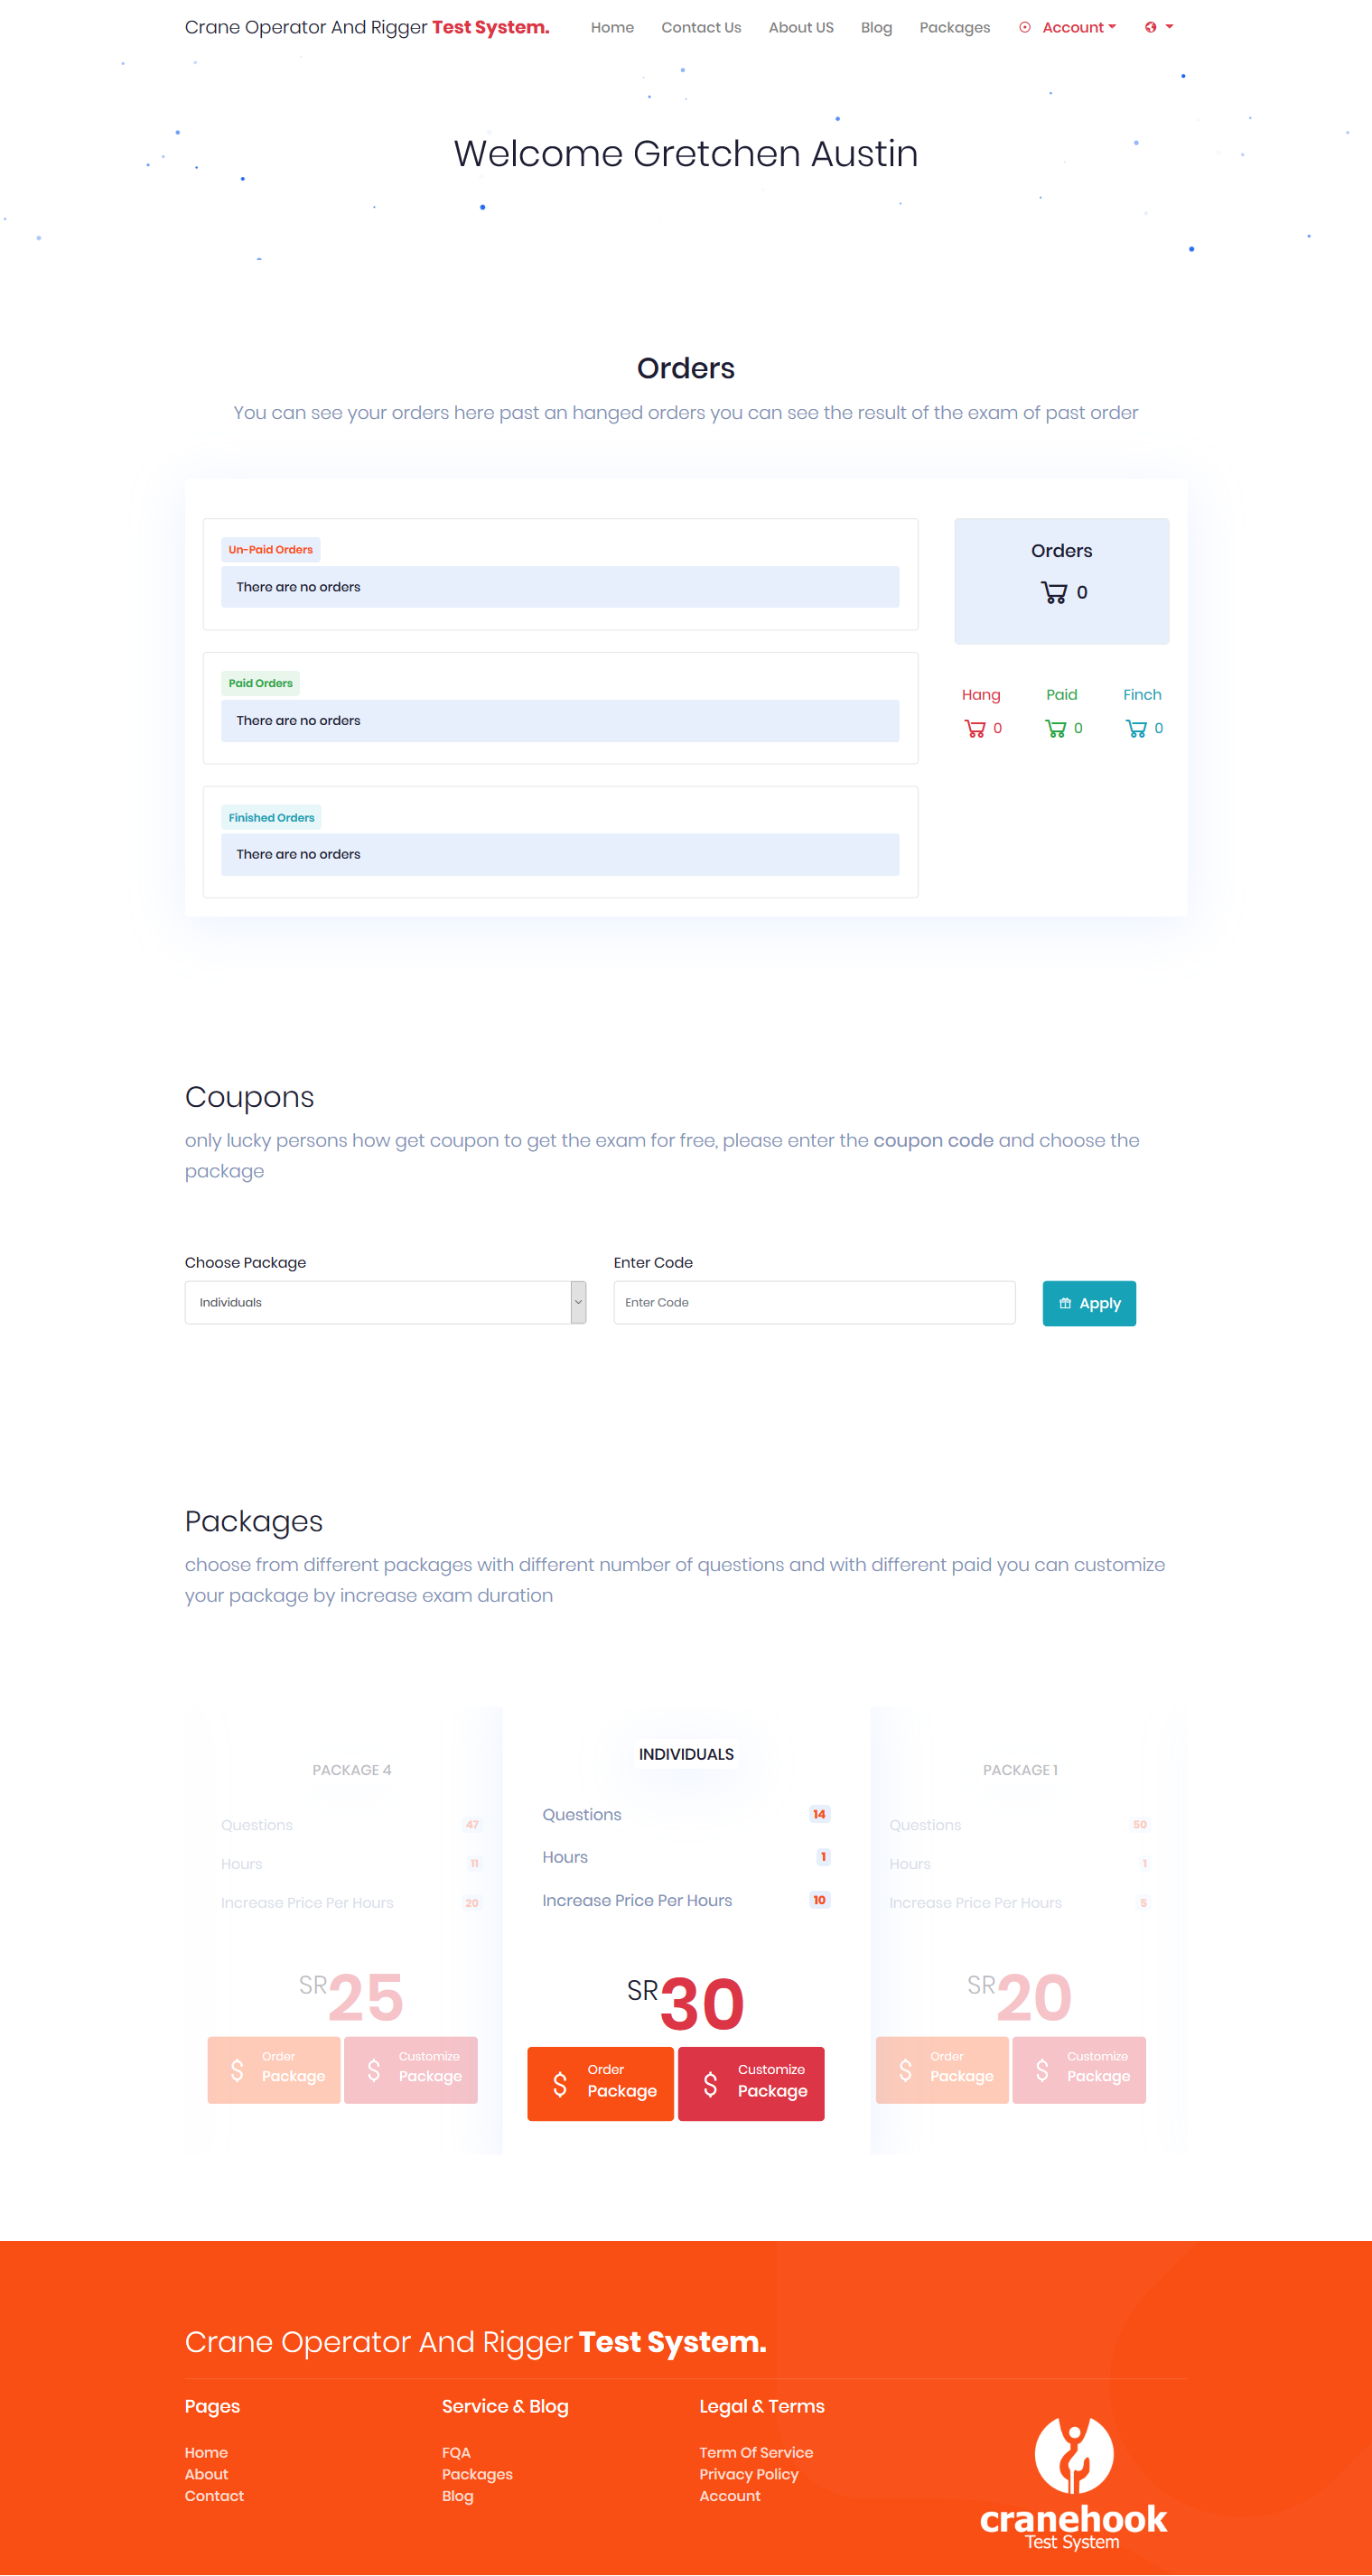 Crane Operator And Rigger Test System.
Home
Contact Us
About US
Blog
Packages
Account
Welcome Gretchen Austin
Orders
You can see your orders here past an hanged orders you can see the result of the exam of past order
Un-Paid Orders
There are no orders
Paid Orders
There are no orders
Finished Orders
There are no orders
Orders
0
Hang
Paid
Finch
0
0
0
Coupons
only lucky persons how get coupon to get the exam for free, please enter the coupon code and choose the
package
Choose Package
Individuals
Enter Code
Enter Code
Apply
Packages
choose from different packages with different number of questions and with different paid you can customize
your package by increase exam duration
PACKAGE 4
Questions 47
Hours 11
Increase Price Per Hours 20
SR25
Order
Package
Customize
Package
INDIVIDUALS
Questions 14
Hours 1
Increase Price Per Hours 10
SR30
Order
Package
Customize
Package
PACKAGE 1
Questions 50
Hours 1
Increase Price Per Hours 5
SR20
Order
Package
Customize
Package
Crane Operator And Rigger Test System.
Pages
Home
About
Contact
Service & Blog
FQA
Packages
Blog
Legal & Terms
Term Of Service
Privacy Policy
Account
cranehook
Test System